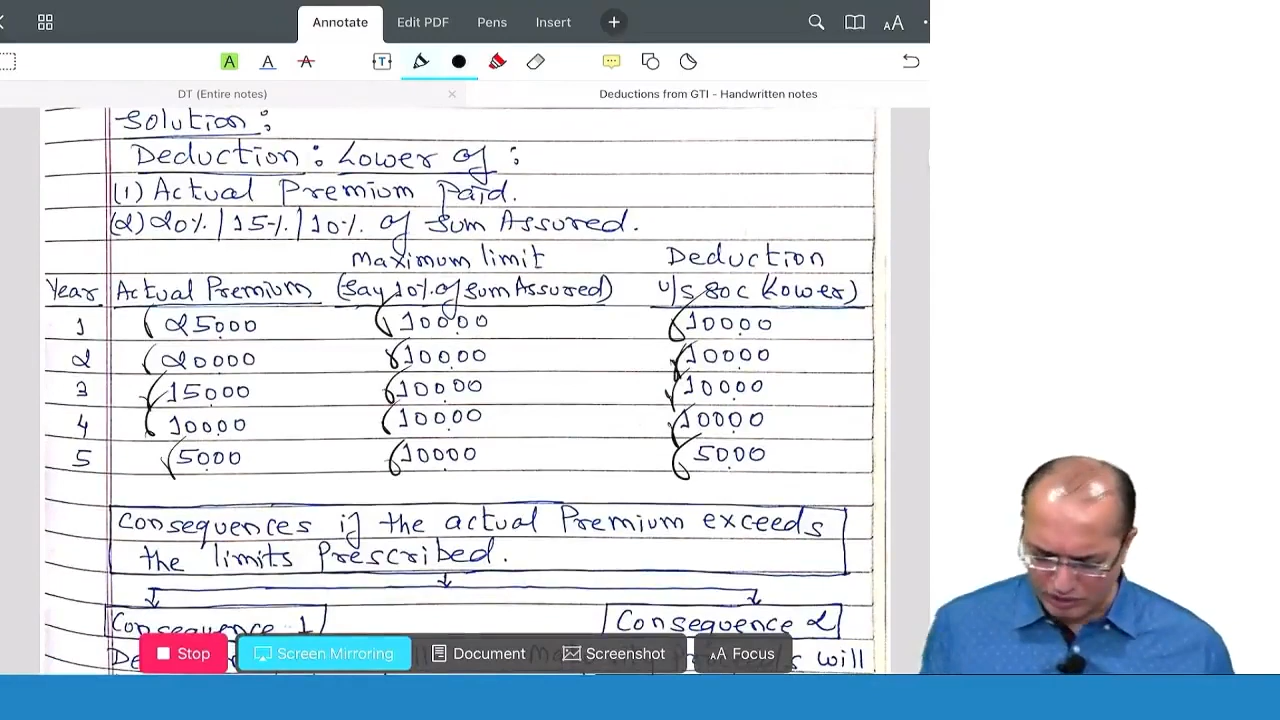 Annotate Edit PDF Pens Insert
AA
A A A T
DT (Entire notes) Deductions from GTI - Handwritten notes
Solution:
Deduction: Lower of:
(1) Actual Premium Paid.
(2) 20% | 15% | 10% of Sum Assured.
Maximum limit Deduction
Year Actual Premium (Say 10% of Sum Assured) U/S 80C (Lower)
1 25000 10000 10000
2 20000 10000 10000
3 15000 10000 10000
4 10000 10000 10000
5 5000 10000 5000
Consequences if the actual Premium exceeds
the limits Prescribed.
Consequence 1 Consequence 2
Stop Screen Mirroring Document Screenshot AA Focus
will